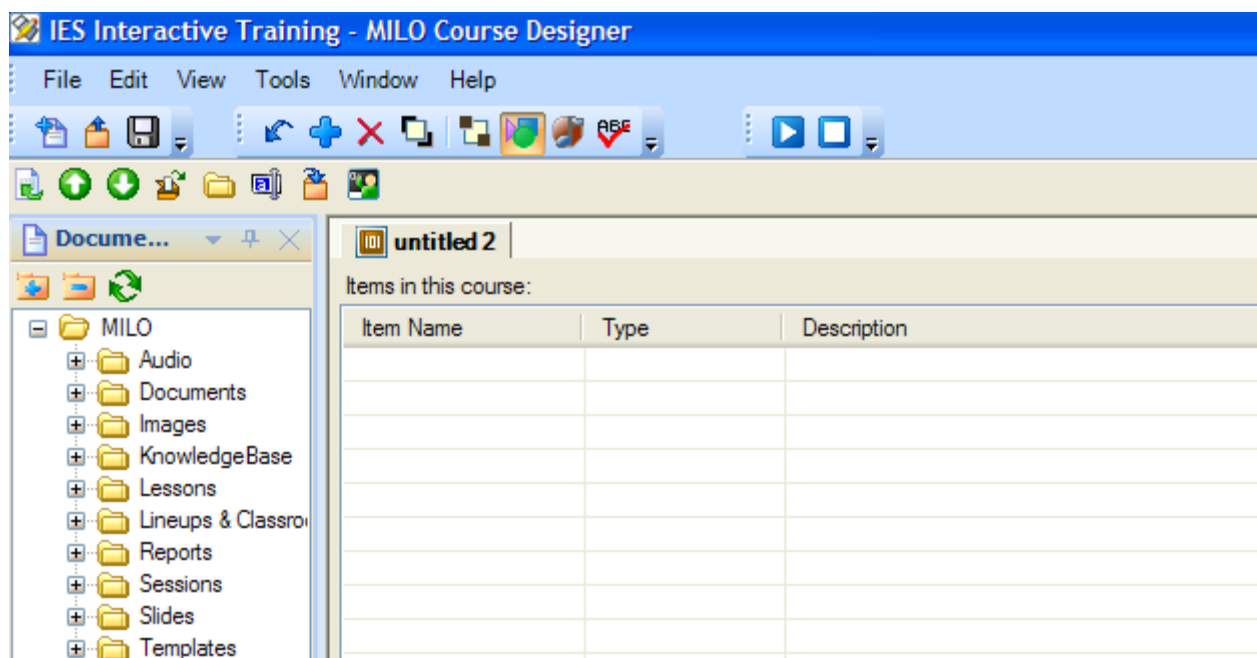 IES Interactive Training - MILO Course Designer
File Edit View Tools Window Help
ABC
Docume...
untitled 2
Items in this course:
Item Name Type Description
MILO
Audio
Documents
Images
KnowledgeBase
Lessons
Lineups & Classro
Reports
Sessions
Slides
Templates